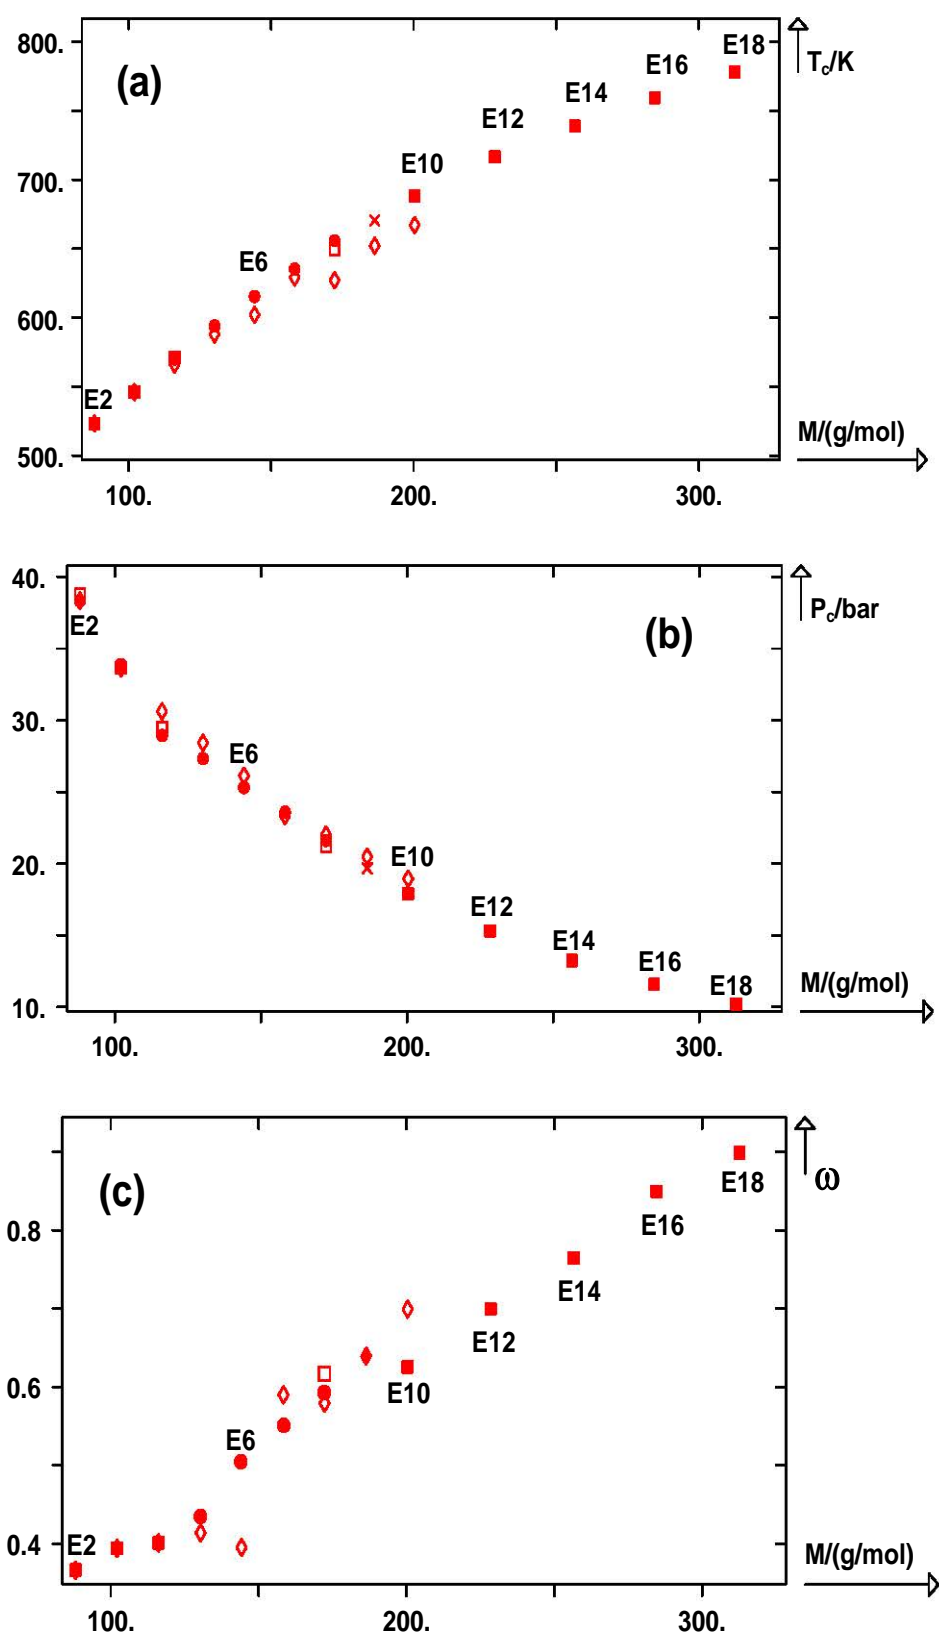 800.
E18
T_c/K
(a)
E16
E14
E12
700.
E10
E6
600.
E2
M/(g/mol)
500.
100.
200.
300.
40.
P_c/bar
E2
(b)
30.
E6
20.
E10
E12
E14
E16
E18
M/(g/mol)
10.
100.
200.
300.
(c)
E18
ω
E16
0.8
E14
E12
0.6
E10
E6
E2
0.4
M/(g/mol)
100.
200.
300.